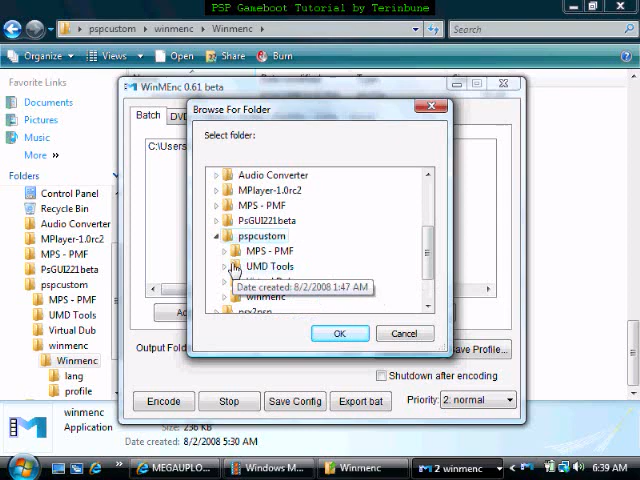 PSP Gameboot Tutorial by Terinbune
pspcustom
winmenc
Winmenc
Search
Organize
Views
Open
Share
Burn
Favorite Links
Documents
Pictures
Music
More »
Folders
Control Panel
Recycle Bin
Audio Converter
MPlayer-1.0rc2
MPS - PMF
PsGUI221beta
pspcustom
MPS - PMF
UMD Tools
Virtual Dub
winmenc
Winmenc
lang
profile
WinMEnc 0.61 beta
Batch
C:\Users
Browse For Folder
Select folder:
Audio Converter
MPlayer-1.0rc2
MPS - PMF
PsGUI221beta
pspcustom
MPS - PMF
UMD Tools
Date created: 8/2/2008 1:47 AM
winmenc
psx2psp
OK
Cancel
Output Fold
ave Profile...
Shutdown after encoding
Encode
Stop
Save Config
Export bat
Priority:
2: normal
winmenc
Application
Size: 236 KB
Date created: 8/2/2008 5:30 AM
MEGAUPLO...
Windows M...
Winmenc
2 winmenc
6:39 AM